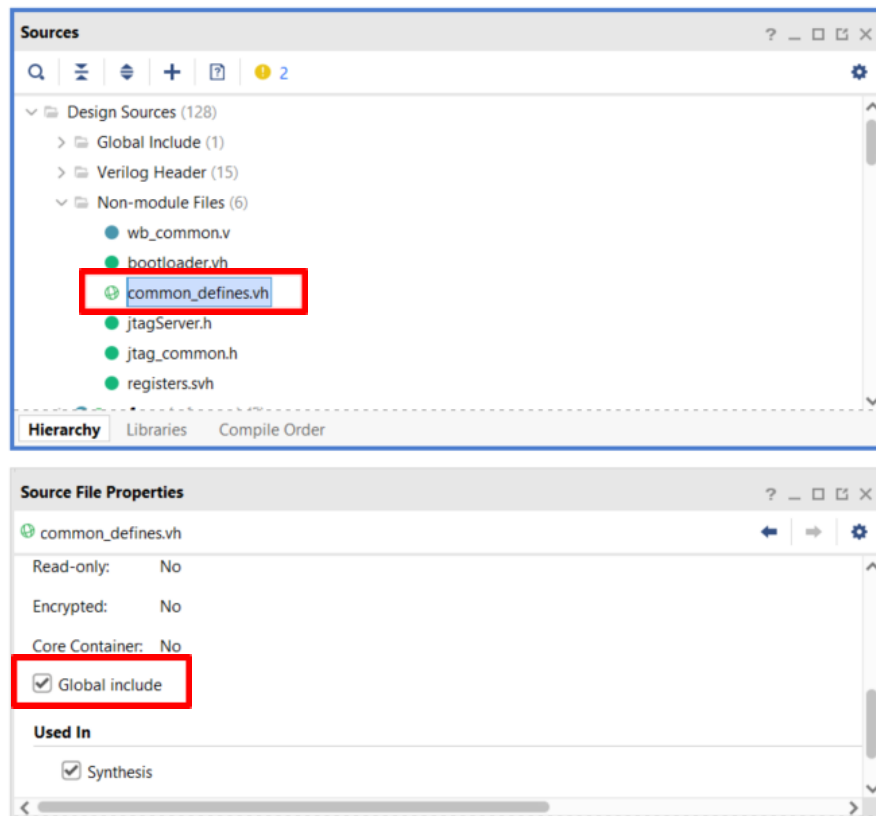 Sources
2
Design Sources (128)
Global Include (1)
Verilog Header (15)
Non-module Files (6)
wb_common.v
bootloader.vh
common_defines.vh
jtagServer.h
jtag_common.h
registers.svh
Hierarchy Libraries Compile Order
Source File Properties
common_defines.vh
Read-only: No
Encrypted: No
Core Container: No
Global include
Used In
Synthesis